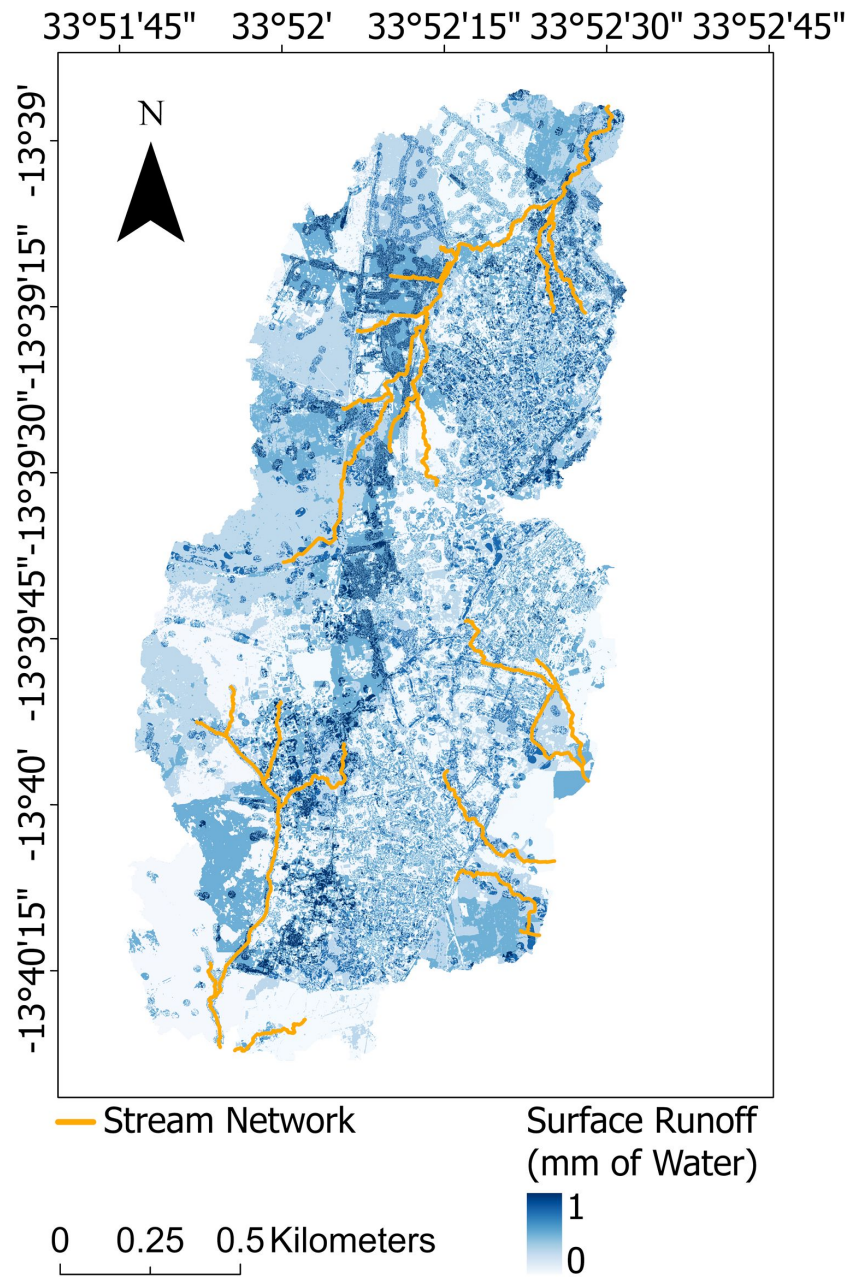 33°51'45" 33°52' 33°52'15" 33°52'30" 33°52'45"
N
-13°39'
-13°39'15"
-13°39'30"
-13°39'45"
-13°40'
-13°40'15"
Stream Network
Surface Runoff
(mm of Water)
1
0
0 0.25 0.5 Kilometers